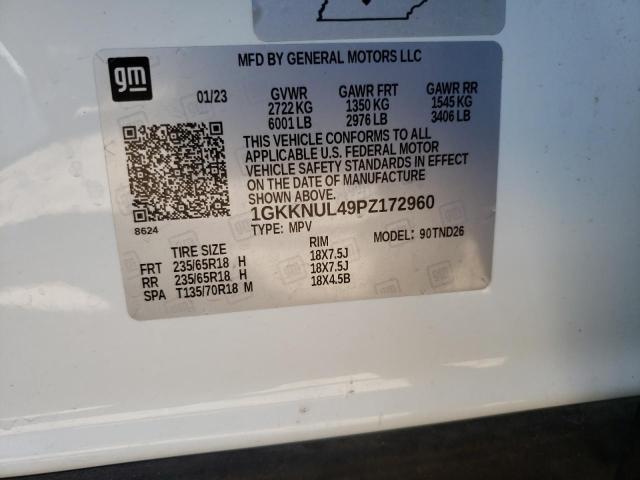 MFD BY GENERAL MOTORS LLC
gm
01/23
GVWR GAWR FRT GAWR RR
2722 KG 1350 KG 1545 KG
6001 LB 2976 LB 3406 LB
THIS VEHICLE CONFORMS TO ALL
APPLICABLE U.S. FEDERAL MOTOR
VEHICLE SAFETY STANDARDS IN EFFECT
ON THE DATE OF MANUFACTURE
SHOWN ABOVE.
1GKKNUL49PZ172960
8624
TYPE: MPV MODEL: 90TND26
TIRE SIZE RIM
FRT 235/65R18 H 18X7.5J
RR 235/65R18 H 18X7.5J
SPA T135/70R18 M 18X4.5B